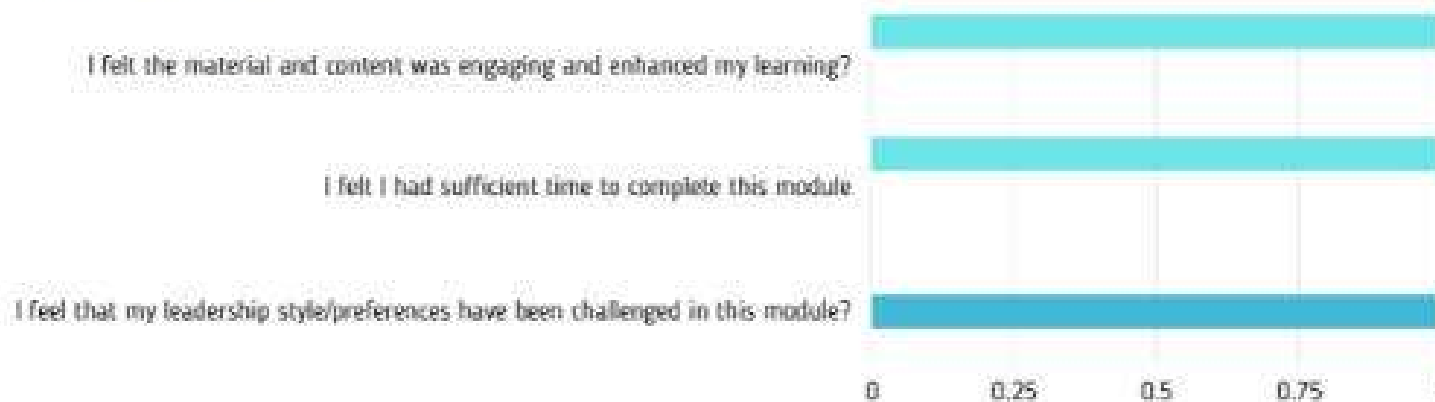 I felt the material and content was engaging and enhanced my learning?
I felt I had sufficient time to complete this module
I feel that my leadership style/preferences have been challenged in this module?
0 0.25 0.5 0.75